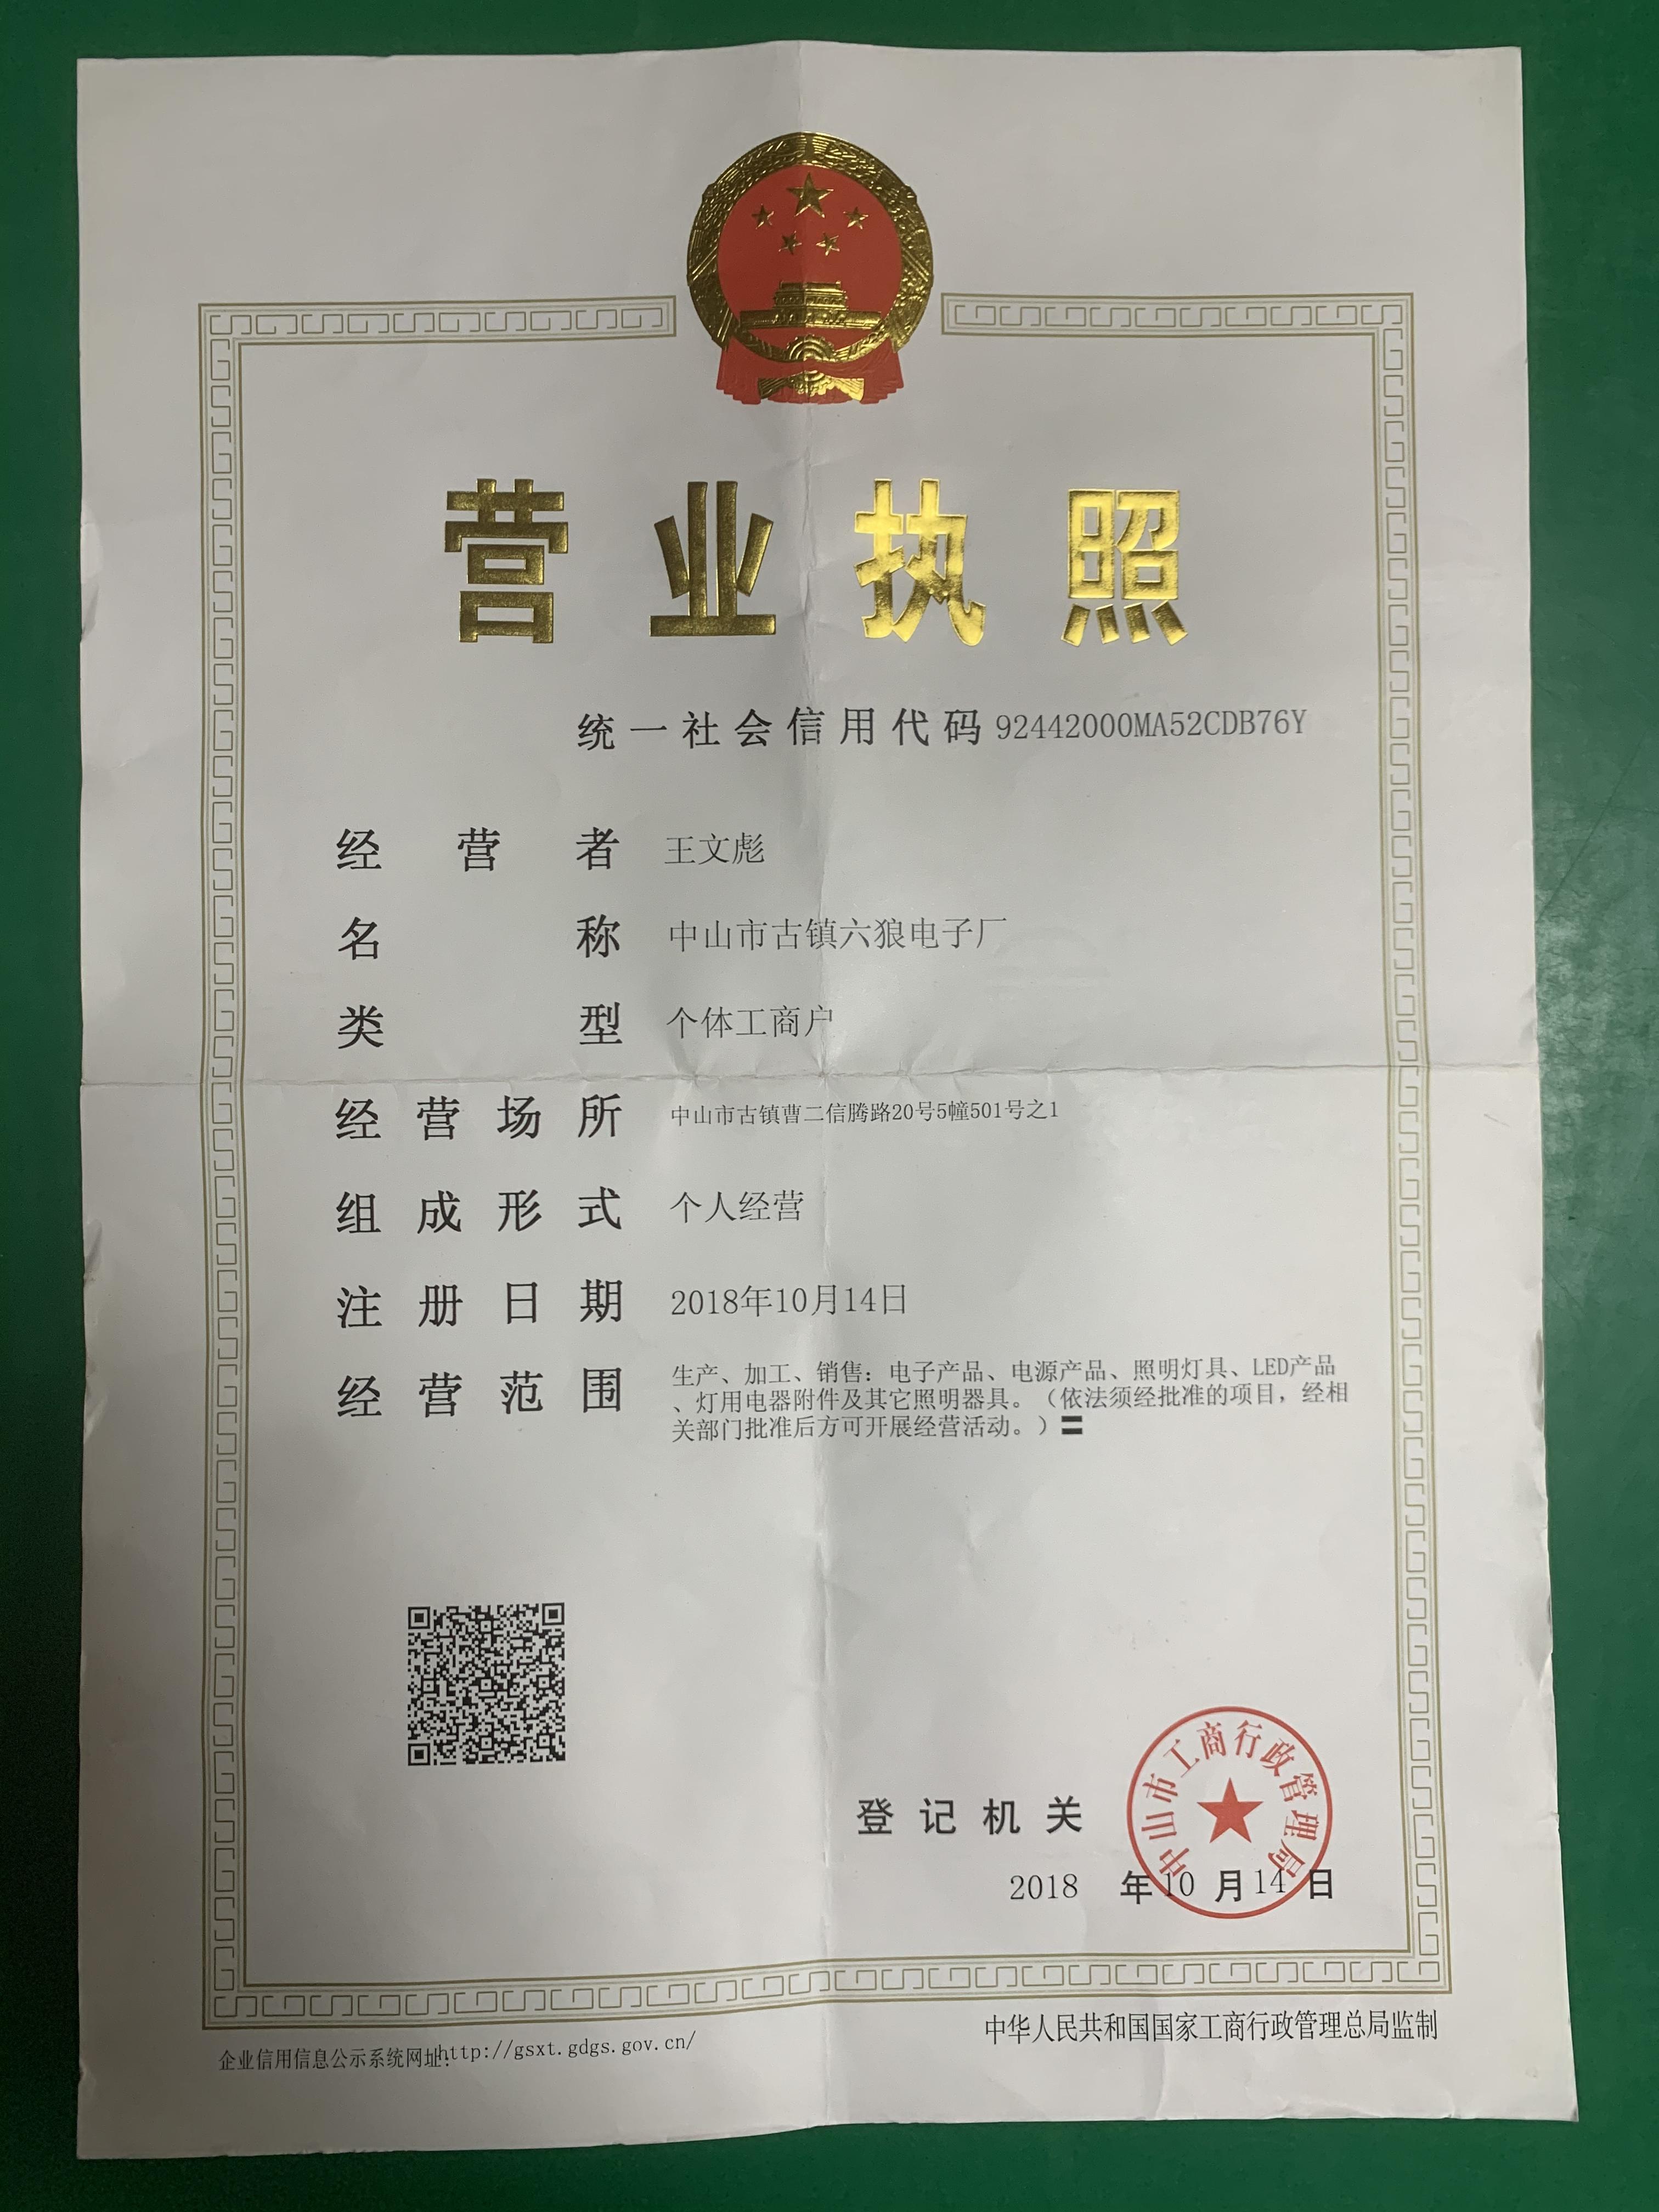 营业执照
统一社会信用代码 92442000MA52CDB76Y
经营者 王文彪
名称 中山市古镇六狼电子厂
类型 个体工商户
经营场所 中山市古镇曹二信腾路20号5幢501号之1
组成形式 个人经营
注册日期 2018年10月14日
经营范围 生产、加工、销售：电子产品、电源产品、照明灯具、LED产品
、灯用电器附件及其它照明器具。（依法须经批准的项目，经相
关部门批准后方可开展经营活动。）〓
中山市工商行政管理局
登记机关
2018 年 10 月 14 日
企业信用信息公示系统网址：http://gsxt.gdgs.gov.cn/
中华人民共和国国家工商行政管理总局监制